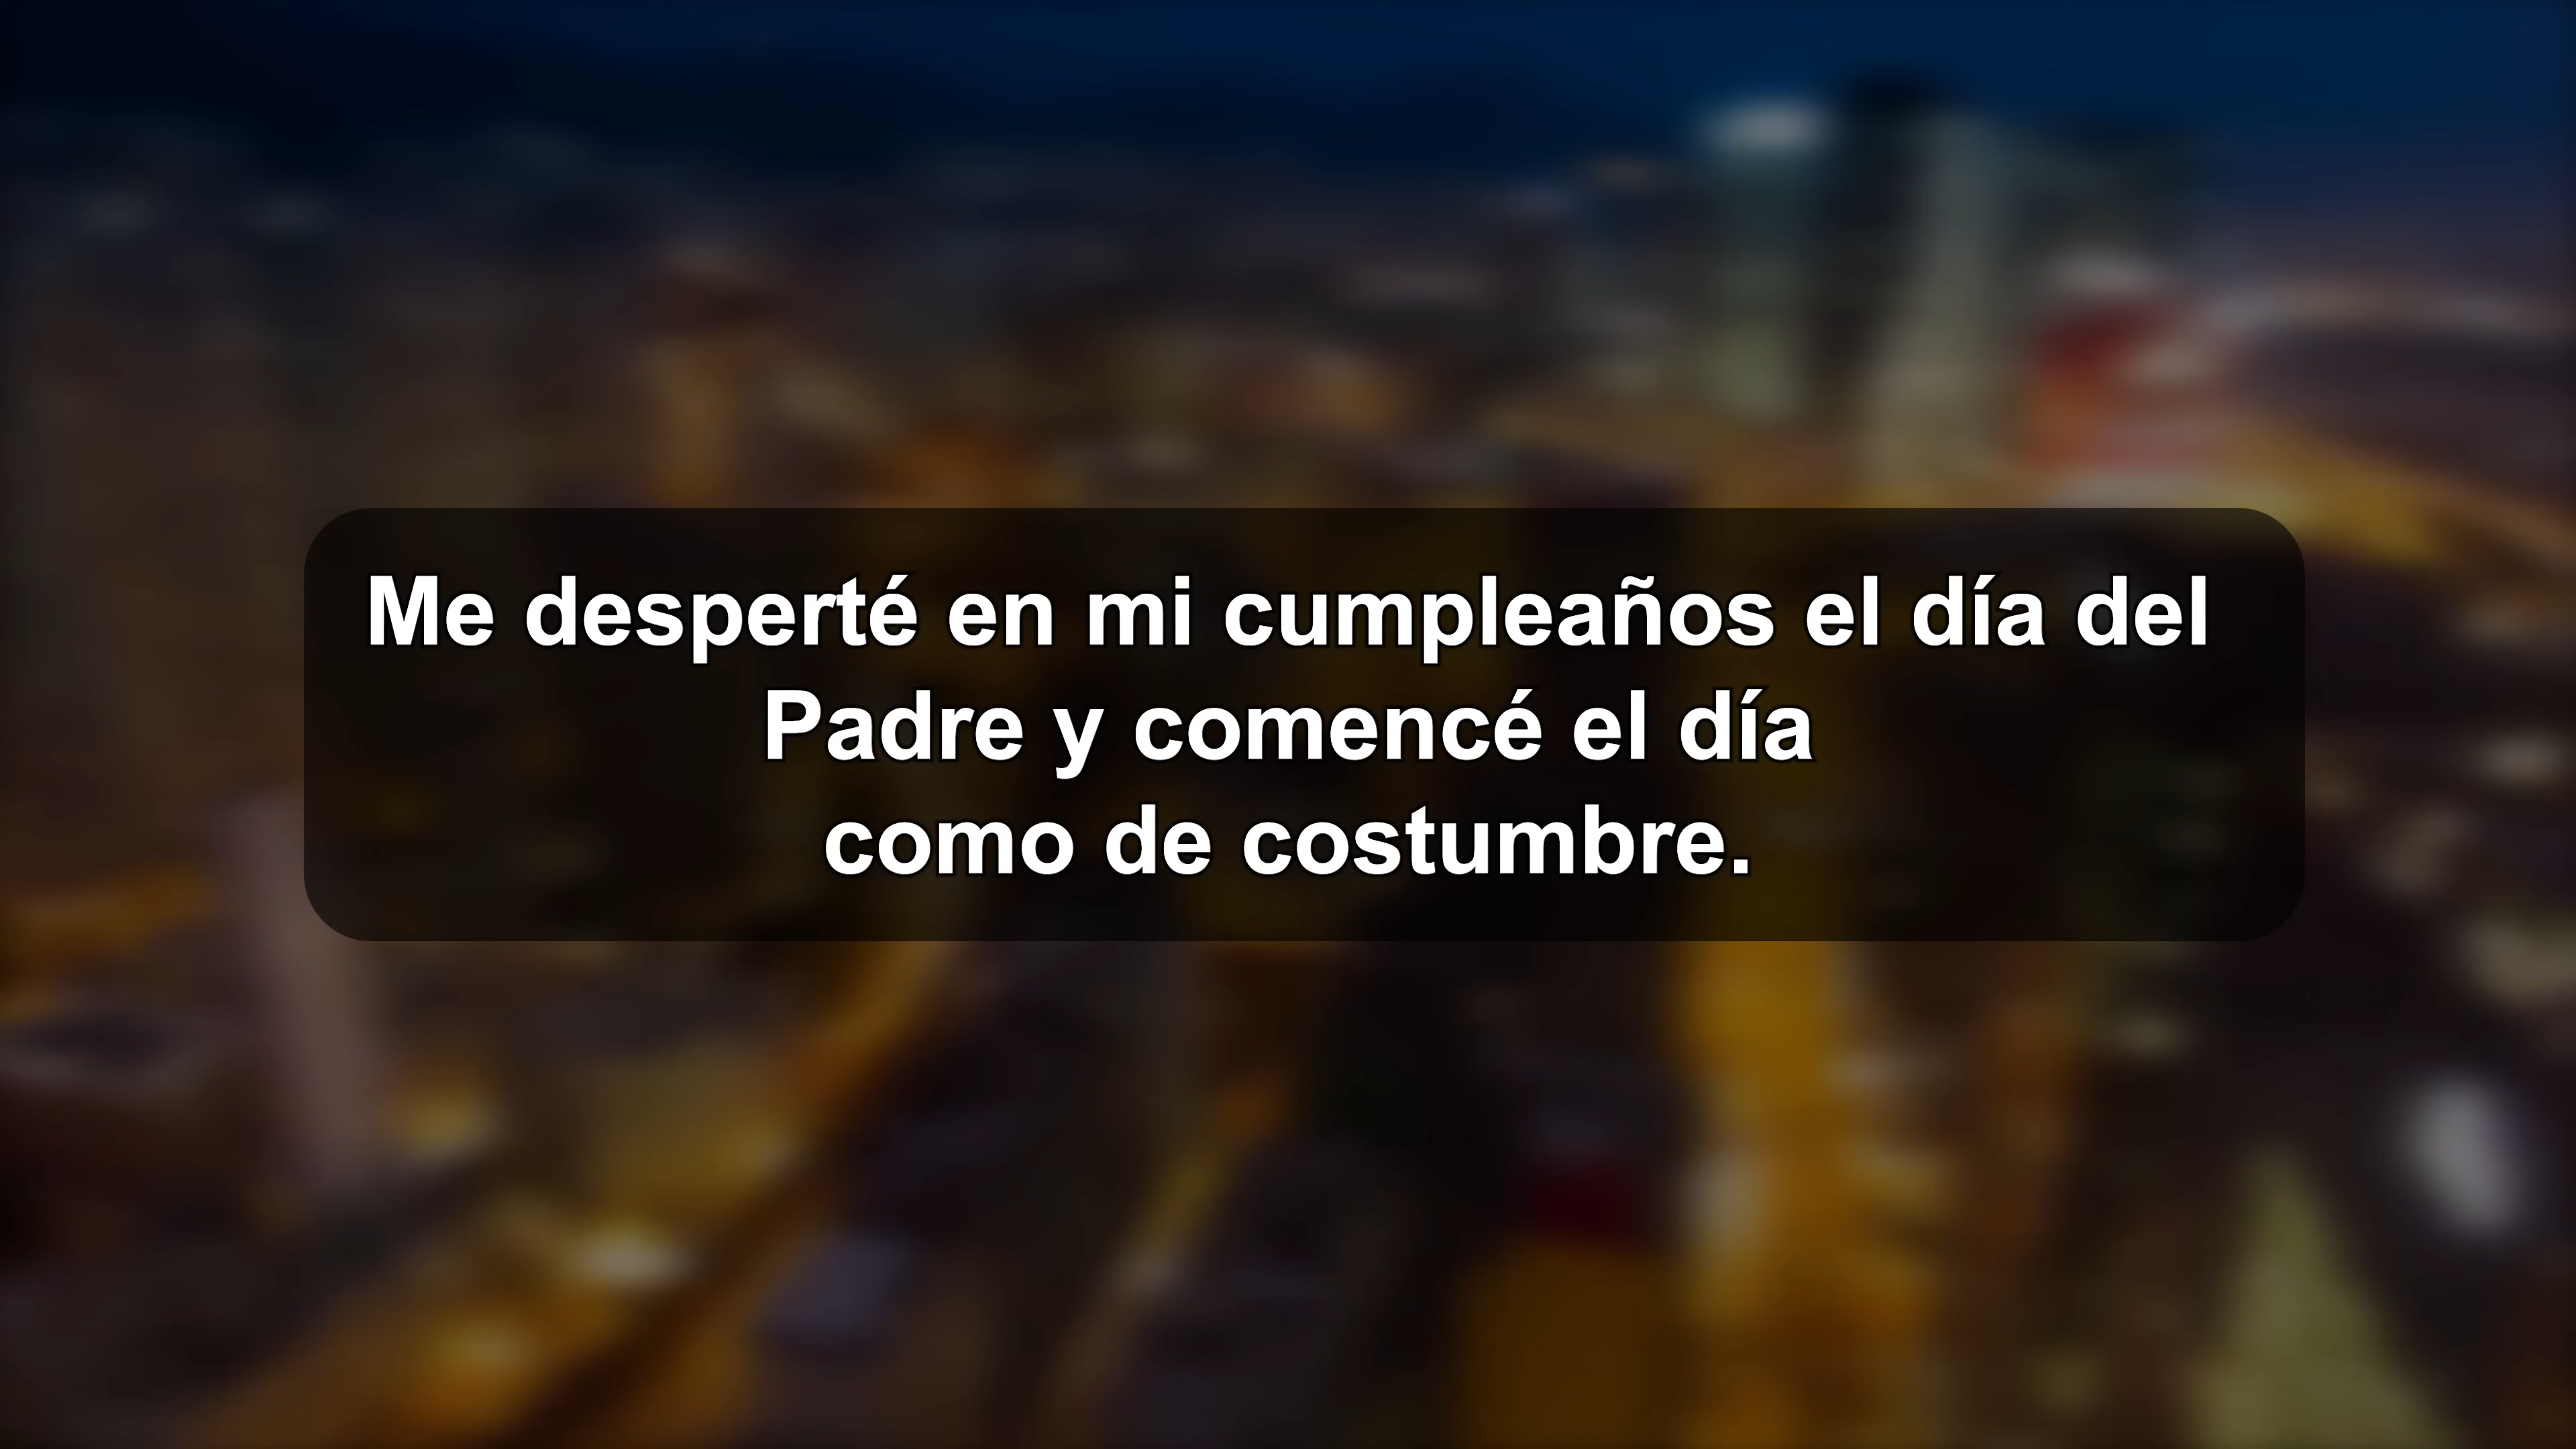 Me desperté en mi cumpleaños el día del
Padre y comencé el día
como de costumbre.